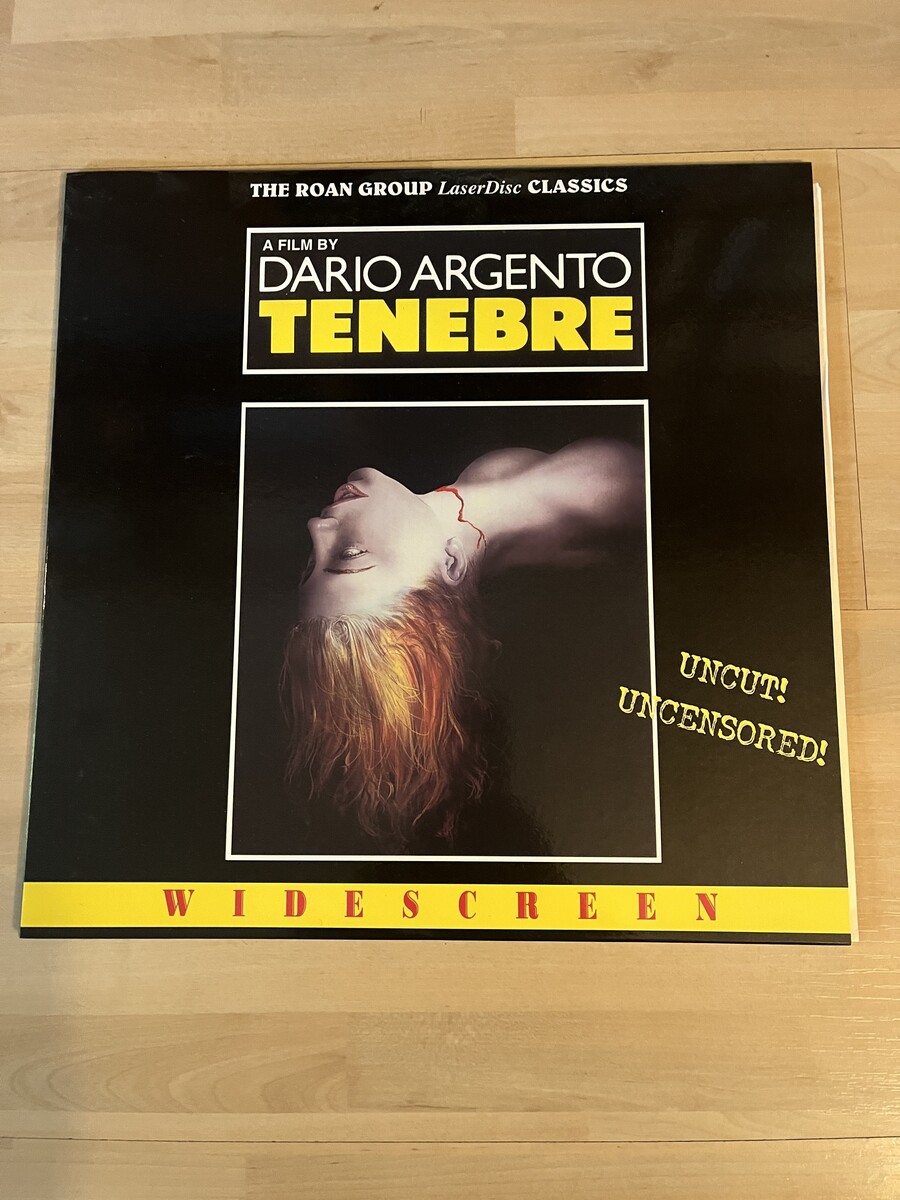 THE ROAN GROUP LaserDisc CLASSICS
A FILM BY
DARIO ARGENTO
TENEBRE
UNCUT!
UNCENSORED!
WIDESCREEN